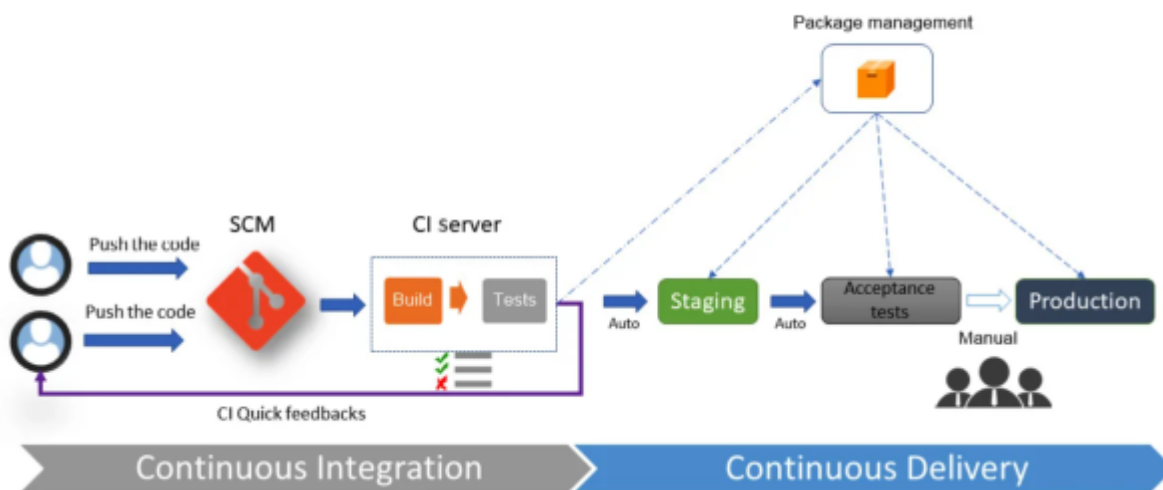 Package management
SCM
CI server
Push the code
Push the code
Build
Tests
Auto
Staging
Auto
Acceptance
tests
Manual
Production
CI Quick feedbacks
Continuous Integration
Continuous Delivery